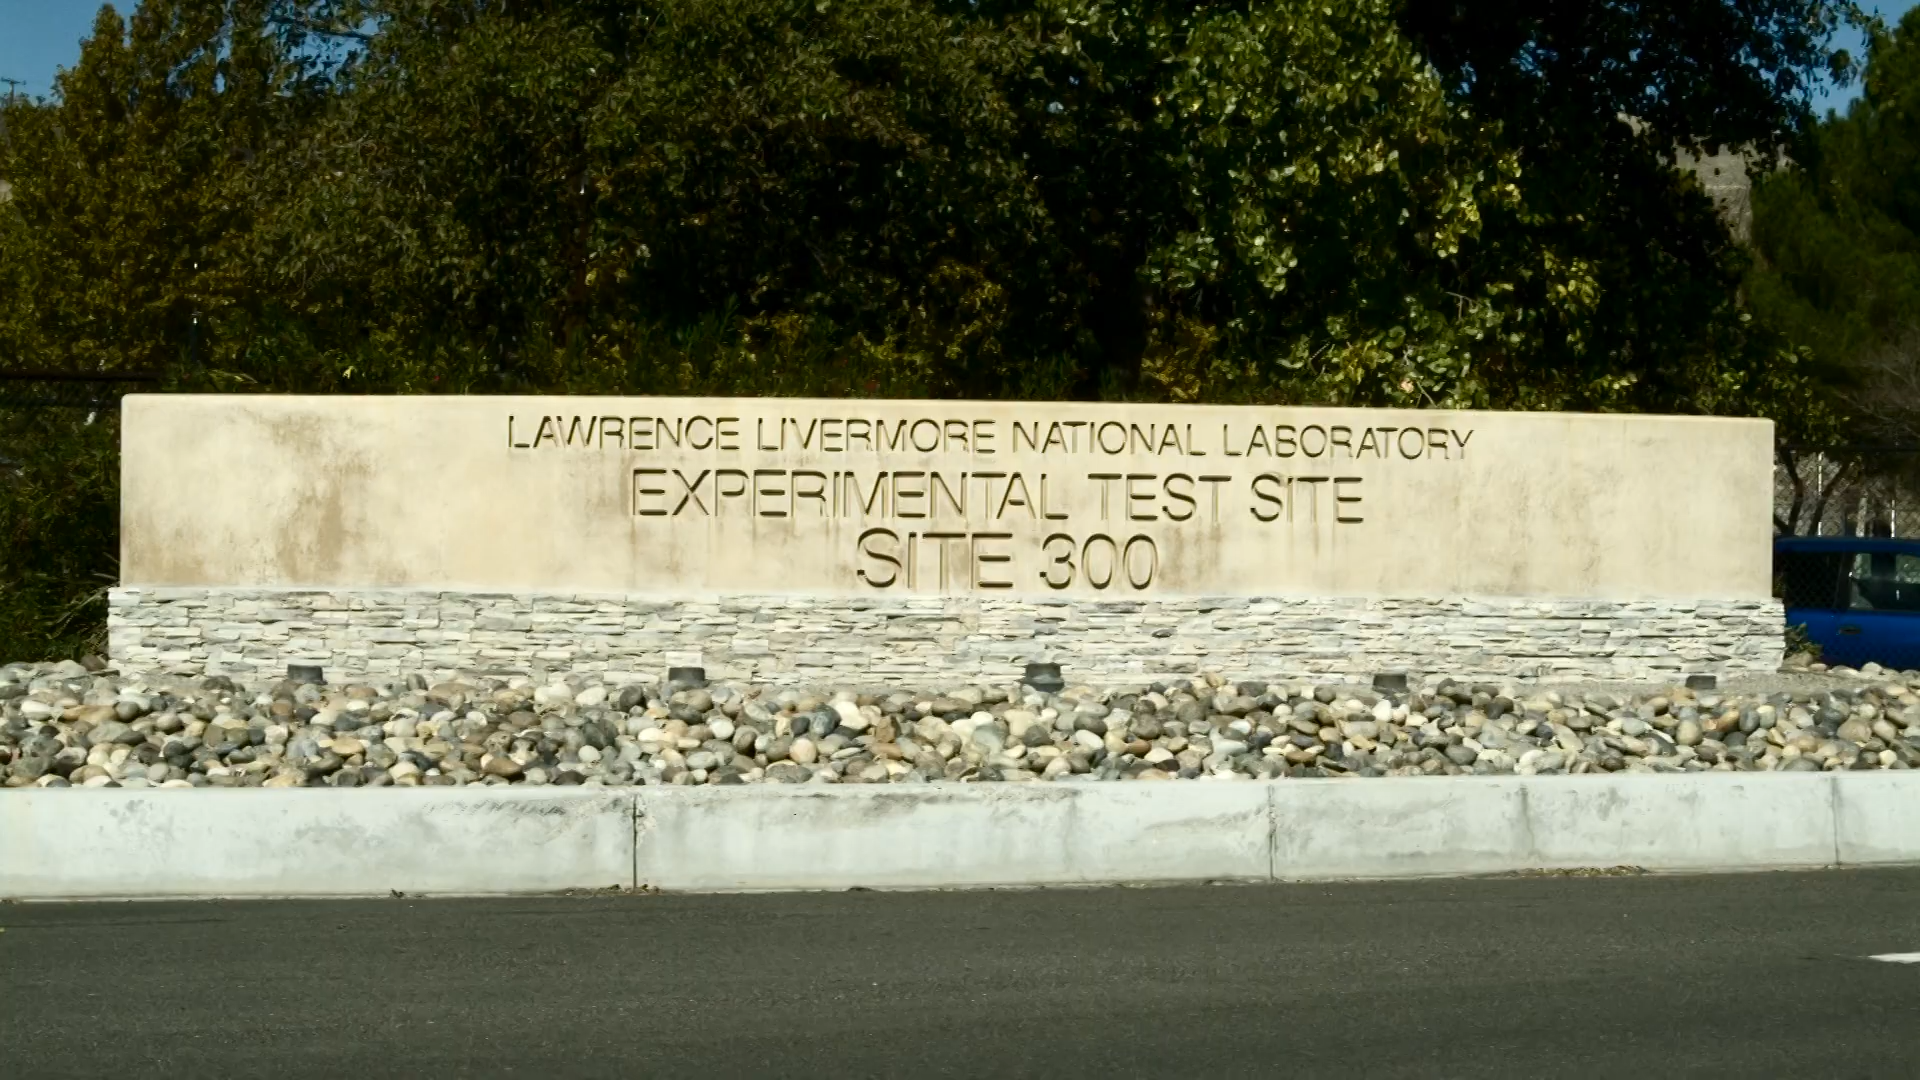 LAWRENCE LIVERMORE NATIONAL LABORATORY
EXPERIMENTAL TEST SITE
SITE 300